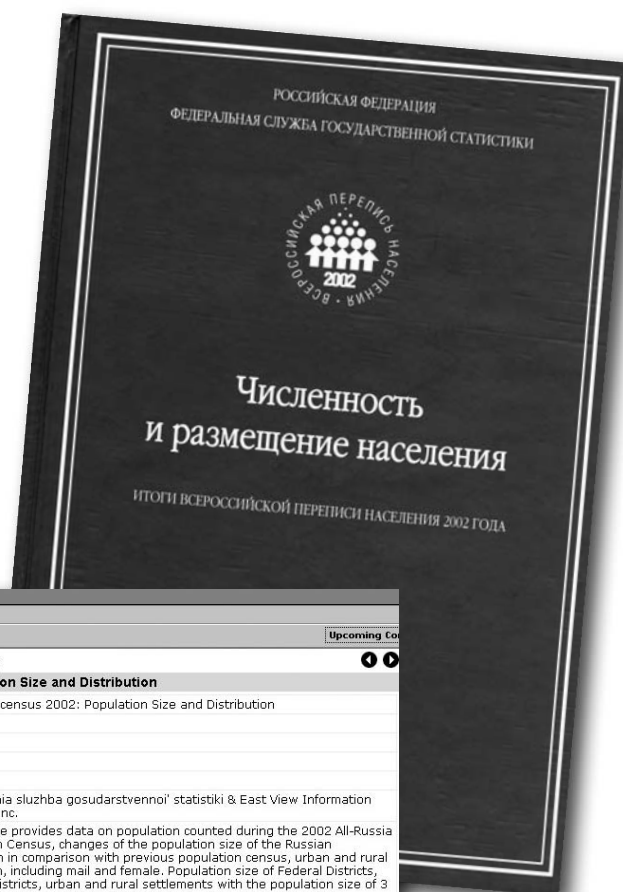 РОССИЙСКАЯ ФЕДЕРАЦИЯ
ФЕДЕРАЛЬНАЯ СЛУЖБА ГОСУДАРСТВЕННОЙ СТАТИСТИКИ
ВСЕРОССИЙСКАЯ ПЕРЕПИСЬ НАСЕЛЕНИЯ
2002
Численность
и размещение населения
ИТОГИ ВСЕРОССИЙСКОЙ ПЕРЕПИСИ НАСЕЛЕНИЯ 2002 ГОДА
Upcoming
on Size and Distribution
census 2002: Population Size and Distribution
sluzhba gosudarstvennoi' statistiki & East View Information
nc.
e provides data on population counted during the 2002 All-Russia
Census, changes of the population size of the Russian
in comparison with previous population census, urban and rural
including mail and female. Population size of Federal Districts,
istricts, urban and rural settlements with the population size of 3